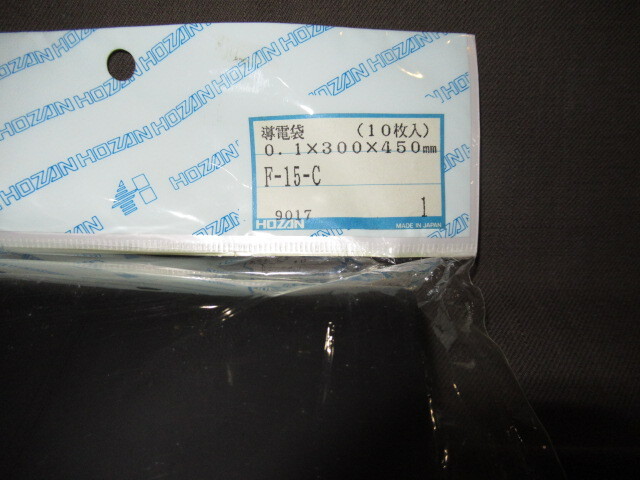 HOZAN HOZAN HOZAN HOZAN
HOZAN HOZAN HOZAN HOZAN
導電袋 (10枚入)
0.1×300×450mm
F-15-C
9017 1
HOZAN MADE IN JAPAN